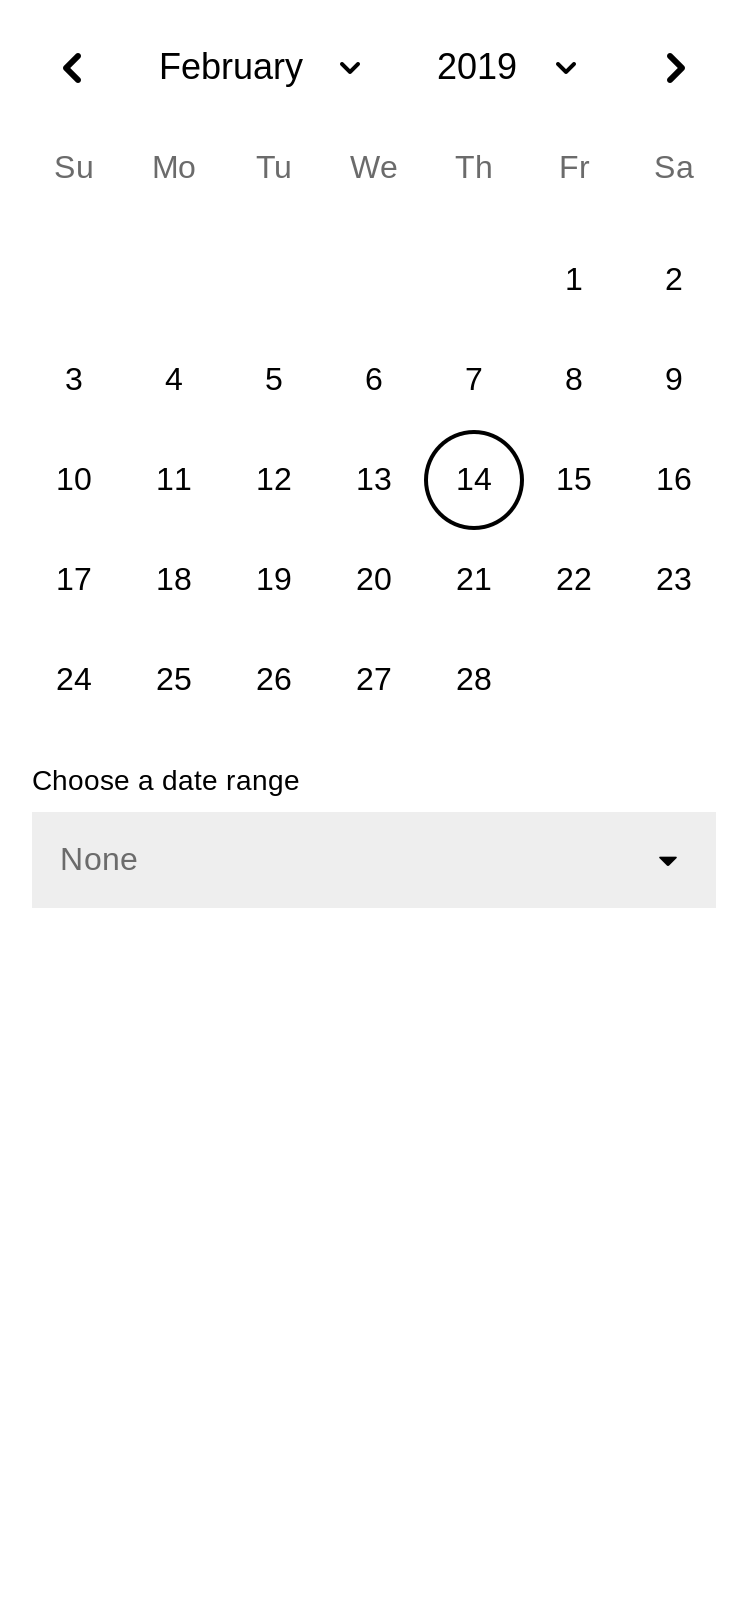 February 2019
Su Mo Tu We Th Fr Sa
1 2
3 4 5 6 7 8 9
10 11 12 13 14 15 16
17 18 19 20 21 22 23
24 25 26 27 28
Choose a date range
None